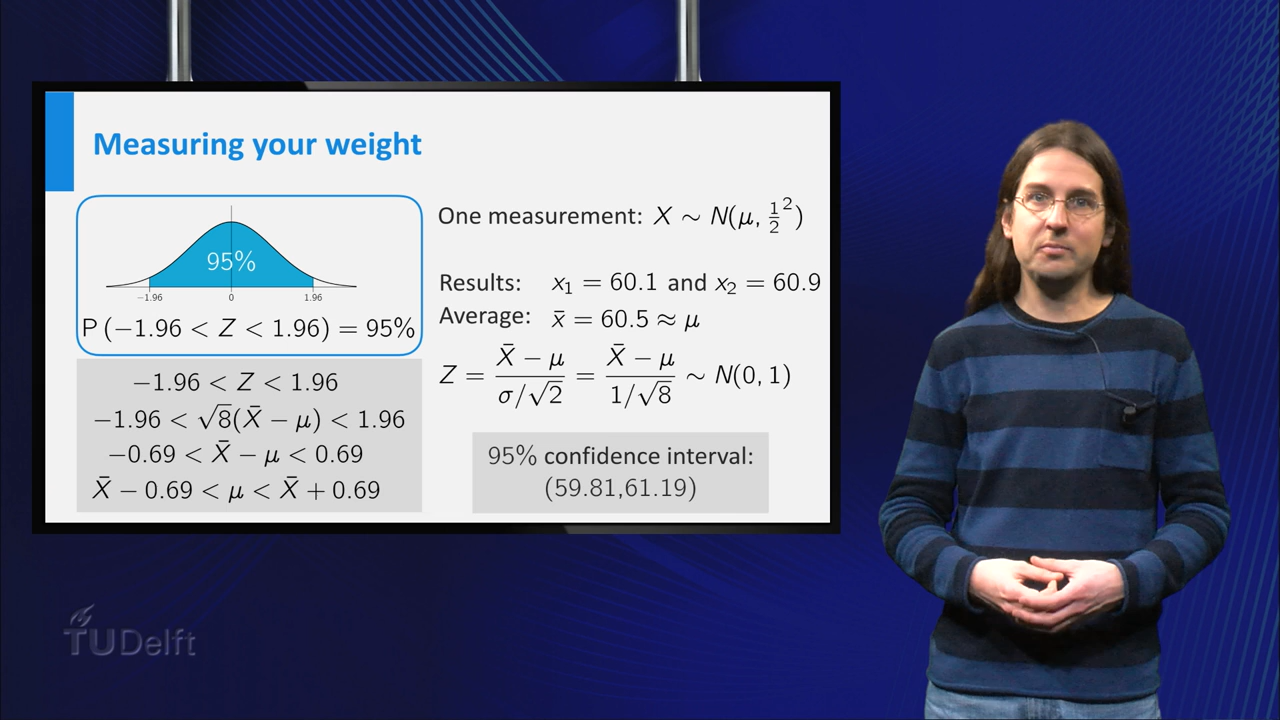 Measuring your weight
95%
−1.96 0 1.96
P (−1.96 < Z < 1.96) = 95%
−1.96 < Z < 1.96
−1.96 < √8(X̄ − μ) < 1.96
−0.69 < X̄ − μ < 0.69
X̄ − 0.69 < μ < X̄ + 0.69
One measurement: X ∼ N(μ, ½²)
Results: x₁ = 60.1 and x₂ = 60.9
Average: x̄ = 60.5 ≈ μ
Z = (X̄ − μ)/(σ/√2) = (X̄ − μ)/(1/√8) ∼ N(0, 1)
95% confidence interval:
(59.81,61.19)
TUDelft